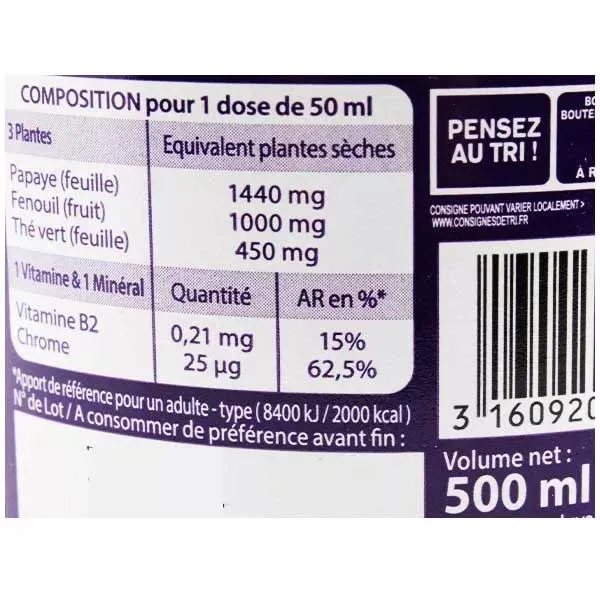 COMPOSITION pour 1 dose de 50 ml
3 Plantes
Equivalent plantes sèches
Papaye (feuille)
1440 mg
Fenouil (fruit)
1000 mg
Thé vert (feuille)
450 mg
1 Vitamine & 1 Minéral
Quantité
AR en %*
Vitamine B2
0,21 mg
15%
Chrome
25 µg
62,5%
*Apport de référence pour un adulte - type ( 8400 kJ / 2000 kcal )
N° de Lot / A consommer de préférence avant fin :
PENSEZ
AU TRI !
BOUTE
À R
CONSIGNE POUVANT VARIER LOCALEMENT >
WWW.CONSIGNESDETRI.FR
3 160920
Volume net :
500 ml